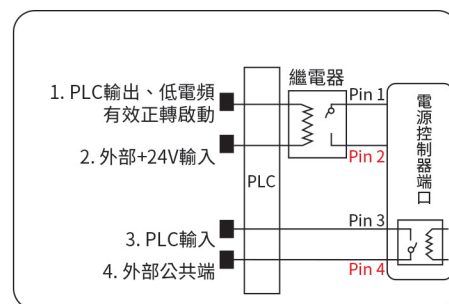 繼電器
1. PLC輸出、低電頻
有效正轉啟動
2. 外部+24V輸入
3. PLC輸入
4. 外部公共端
PLC
Pin 1
Pin 2
Pin 3
Pin 4
電源控制器端口